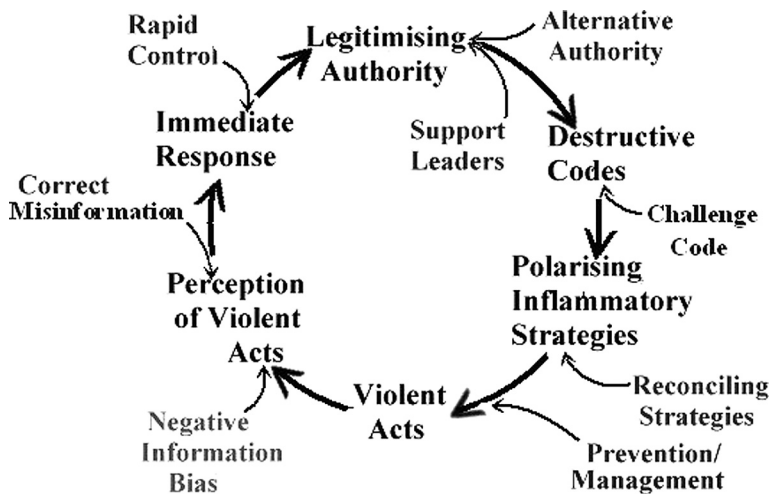 Rapid
Control
Legitimising
Authority
Alternative
Authority
Immediate
Response
Support
Leaders
Destructive
Codes
Correct
Misinformation
Challenge
Code
Perception
of Violent
Acts
Polarising
Inflammatory
Strategies
Violent
Acts
Reconciling
Strategies
Negative
Information
Bias
Prevention/
Management